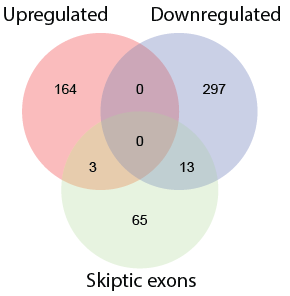 Upregulated Downregulated
164 0 297
0
3 13
65
Skiptic exons